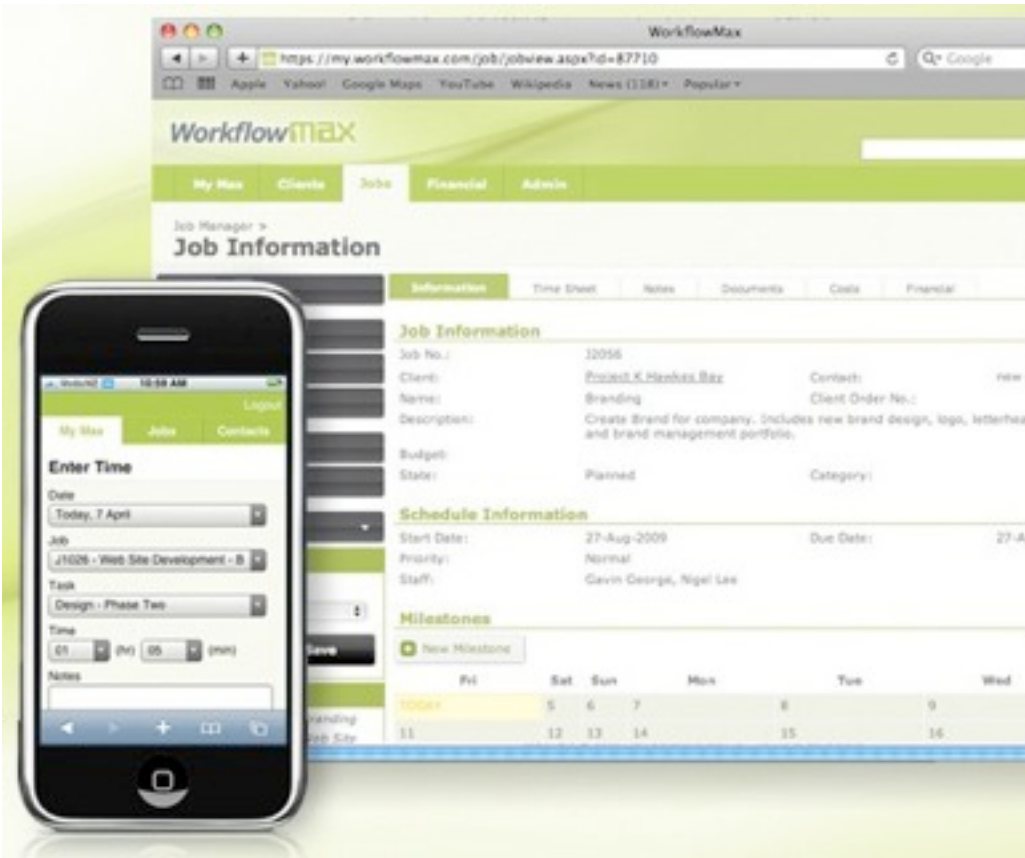 WorkflowMax
https://my.workflowmax.com/job/jobview.aspx?id=87710
Google
Apple Yahoo! Google Maps YouTube Wikipedia News (118) Popular
Workflowmax
My Max Clients Jobs Financial Admin
Job Manager >
Job Information
Information Time Sheet Notes Documents Costs Financial
Job Information
Job No.: J2056
Client: Project K Hawkes Bay Contact: new
Name: Branding Client Order No.:
Description: Create Brand for company. Includes new brand design, logo, letterhea
and brand management portfolio.
Budget:
State: Planned Category:
Schedule Information
Start Date: 27-Aug-2009 Due Date: 27-A
Priority: Normal
Staff: Gavin George, Nigel Lee
Milestones
New Milestone
Fri Sat Sun Mon Tue Wed
TODAY 5 6 7 8 9
11 12 13 14 15 16
Save
Branding
Web Site
10:59 AM
Logout
My Max Jobs Contacts
Enter Time
Date
Today, 7 April
Job
J1026 - Web Site Development - B
Task
Design - Phase Two
Time
01 (hr) 05 (min)
Notes